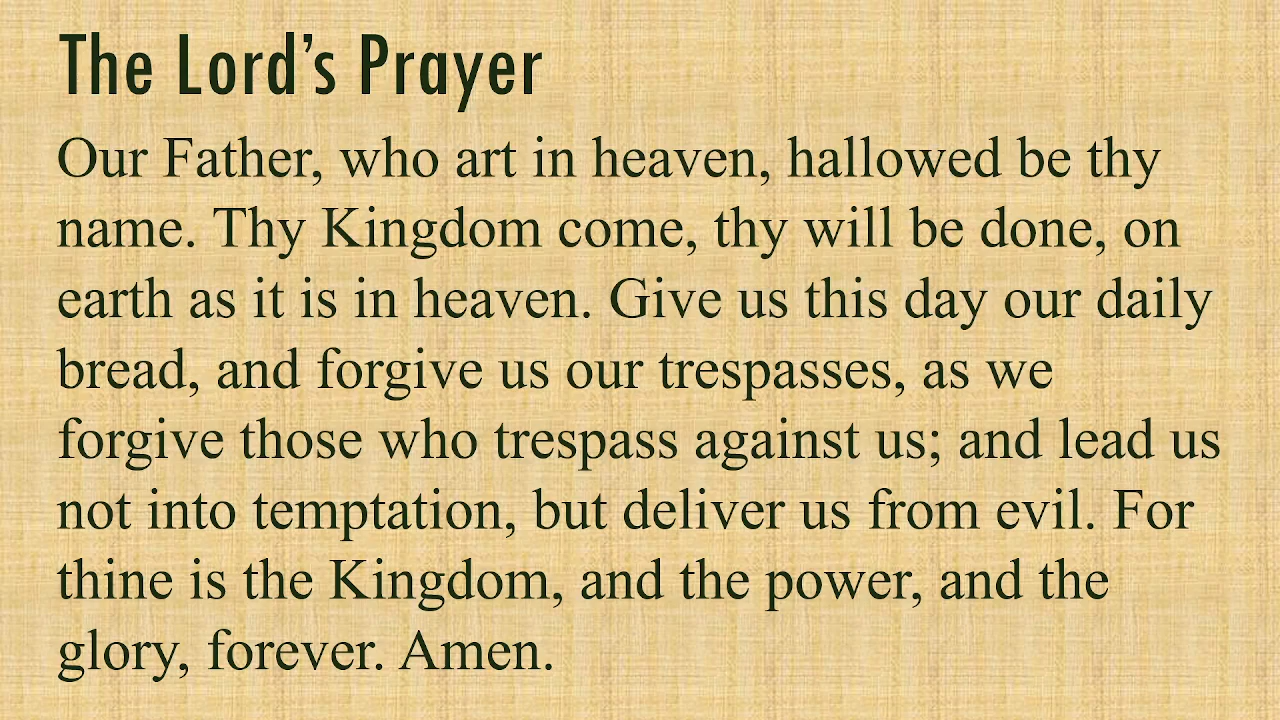 The Lord’s Prayer
Our Father, who art in heaven, hallowed be thy
name. Thy Kingdom come, thy will be done, on
earth as it is in heaven. Give us this day our daily
bread, and forgive us our trespasses, as we
forgive those who trespass against us; and lead us
not into temptation, but deliver us from evil. For
thine is the Kingdom, and the power, and the
glory, forever. Amen.